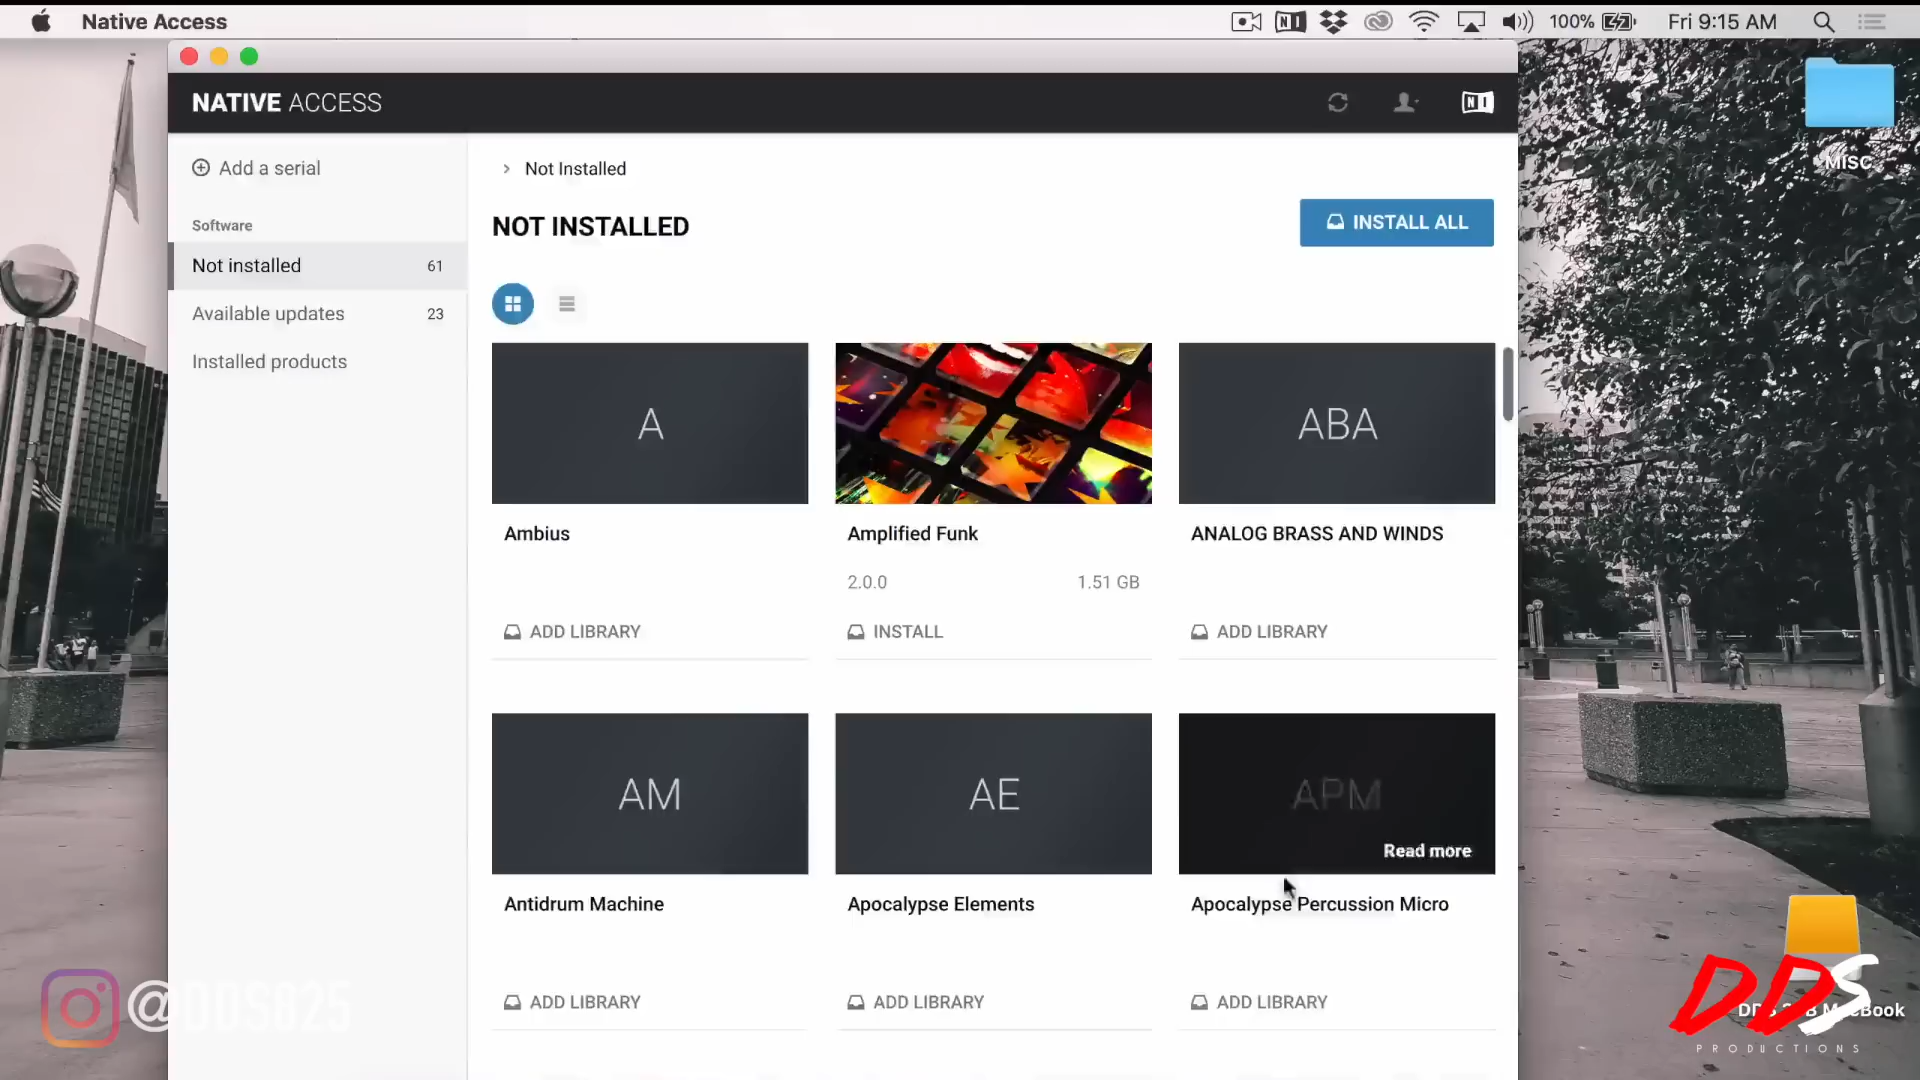 Native Access
100%
Fri 9:15 AM
NATIVE ACCESS
Add a serial
Software
Not installed 61
Available updates 23
Installed products
> Not Installed
NOT INSTALLED
INSTALL ALL
A
ABA
Ambius
Amplified Funk
ANALOG BRASS AND WINDS
2.0.0
1.51 GB
ADD LIBRARY
INSTALL
ADD LIBRARY
AM
AE
APM
Read more
Antidrum Machine
Apocalypse Elements
Apocalypse Percussion Micro
ADD LIBRARY
ADD LIBRARY
ADD LIBRARY
MISC
@DDS825
DDS
PRODUCTIONS